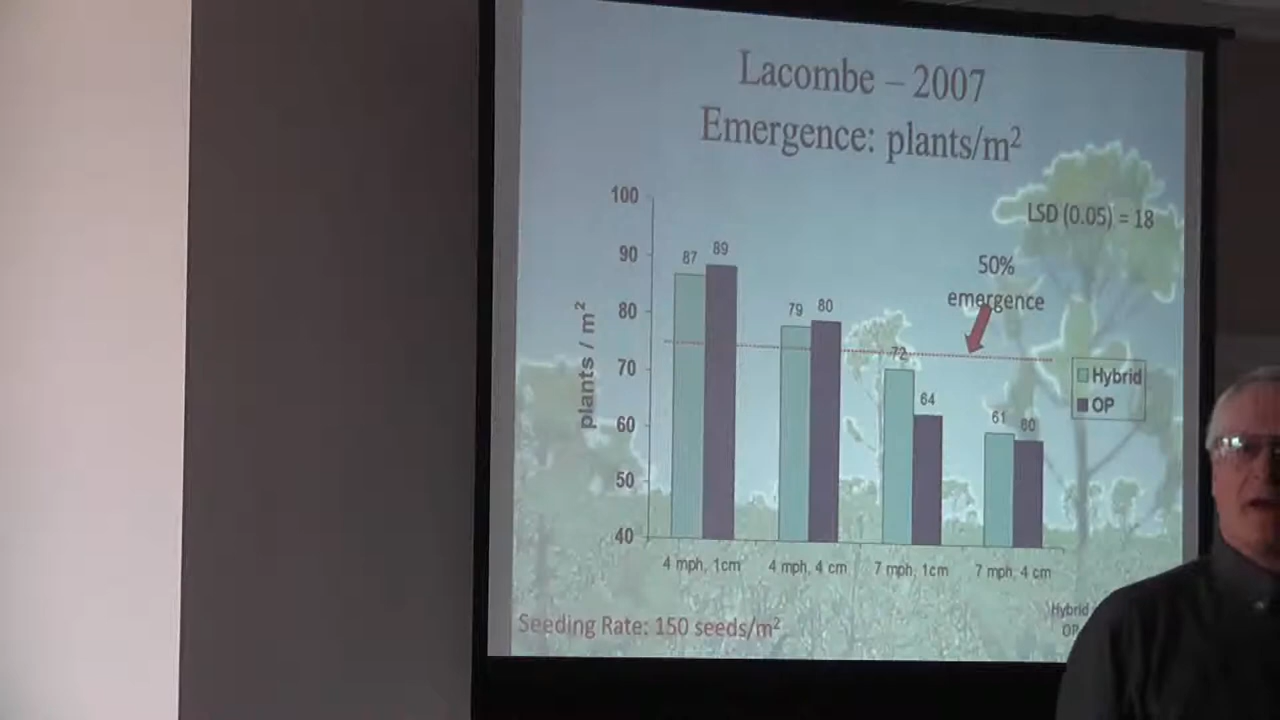 Lacombe – 2007
Emergence: plants/m²
LSD (0.05) = 18
50%
emergence
plants / m²
100
90
80
70
60
50
40
87
89
79
80
72
64
61
60
Hybrid
OP
4 mph, 1cm
4 mph, 4 cm
7 mph, 1cm
7 mph, 4 cm
Seeding Rate: 150 seeds/m²
Hybrid
OP